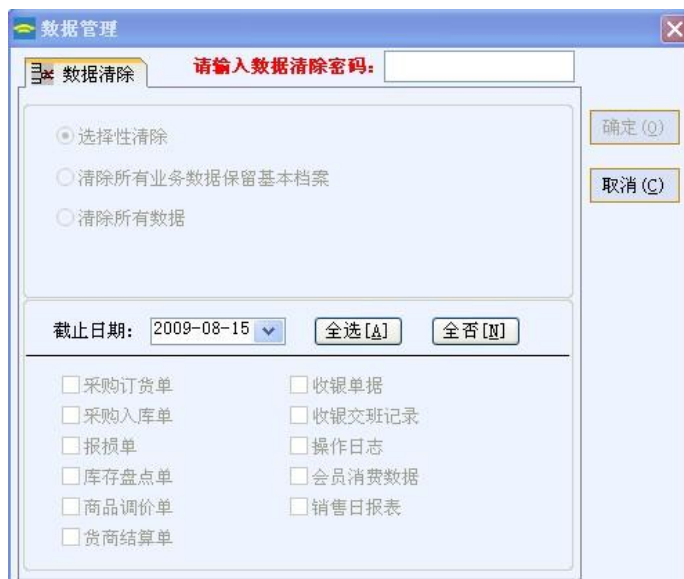 数据管理
数据清除 请输入数据清除密码：
选择性清除
清除所有业务数据保留基本档案
清除所有数据
确定(O)
取消(C)
截止日期： 2009-08-15 全选[A] 全否[N]
采购订货单 收银单据
采购入库单 收银交班记录
报损单 操作日志
库存盘点单 会员消费数据
商品调价单 销售日报表
货商结算单